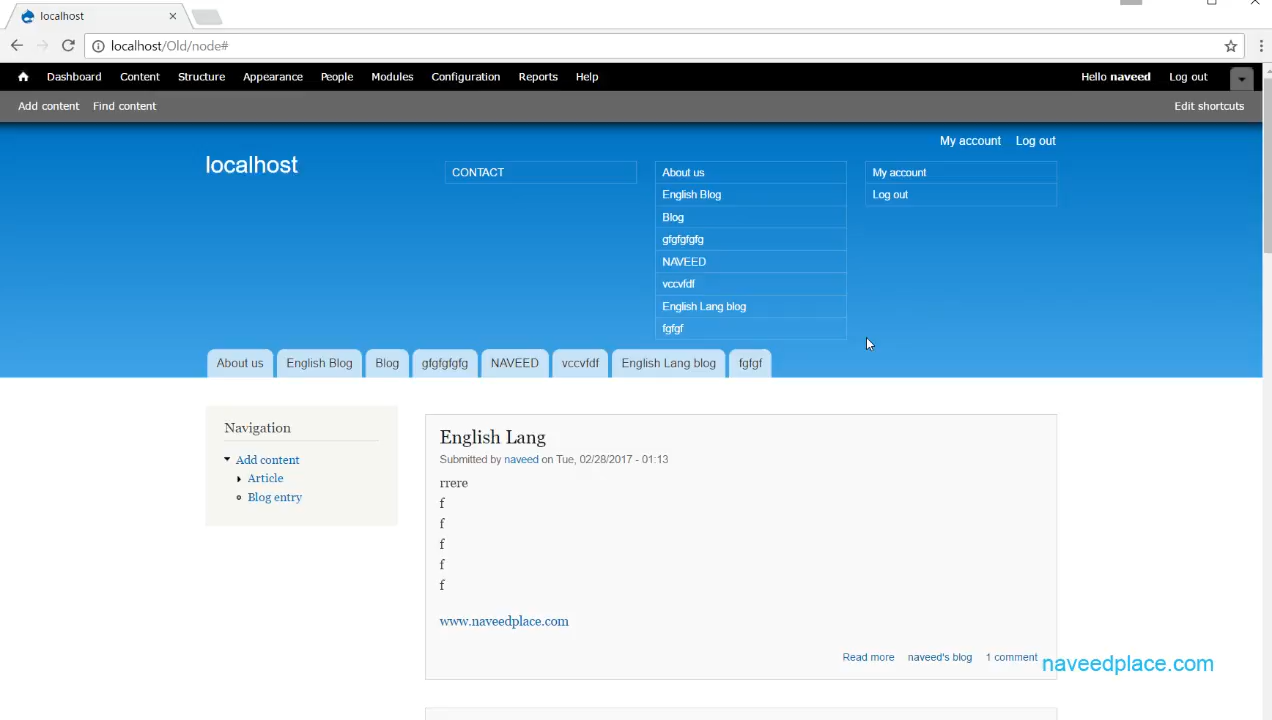 localhost
localhost/Old/node#
Dashboard Content Structure Appearance People Modules Configuration Reports Help Hello naveed Log out
Add content Find content Edit shortcuts
My account Log out
localhost
CONTACT
About us
English Blog
Blog
gfgfgfgfg
NAVEED
vccvfdf
English Lang blog
fgfgf
My account
Log out
About us English Blog Blog gfgfgfgfg NAVEED vccvfdf English Lang blog fgfgf
Navigation
Add content
Article
Blog entry
English Lang
Submitted by naveed on Tue, 02/28/2017 - 01:13
rrere
f
f
f
f
f
www.naveedplace.com
Read more naveed's blog 1 comment
naveedplace.com